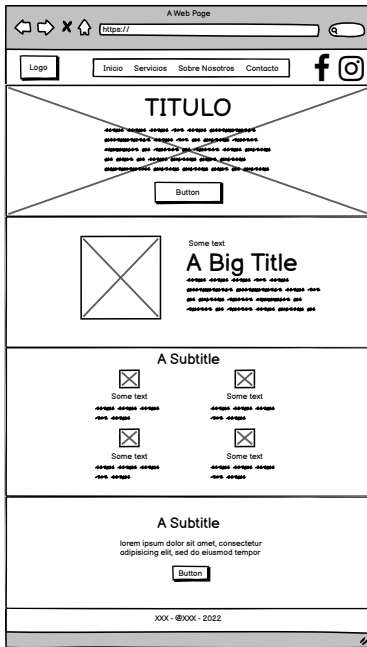 A Web Page
https://
Logo
Inicio Servicios Sobre Nosotros Contacto
TITULO
Button
Some text
A Big Title
A Subtitle
Some text Some text
Some text Some text
A Subtitle
lorem ipsum dolor sit amet, consectetur
adipisicing elit, sed do eiusmod tempor
Button
XXX - @XXX - 2022